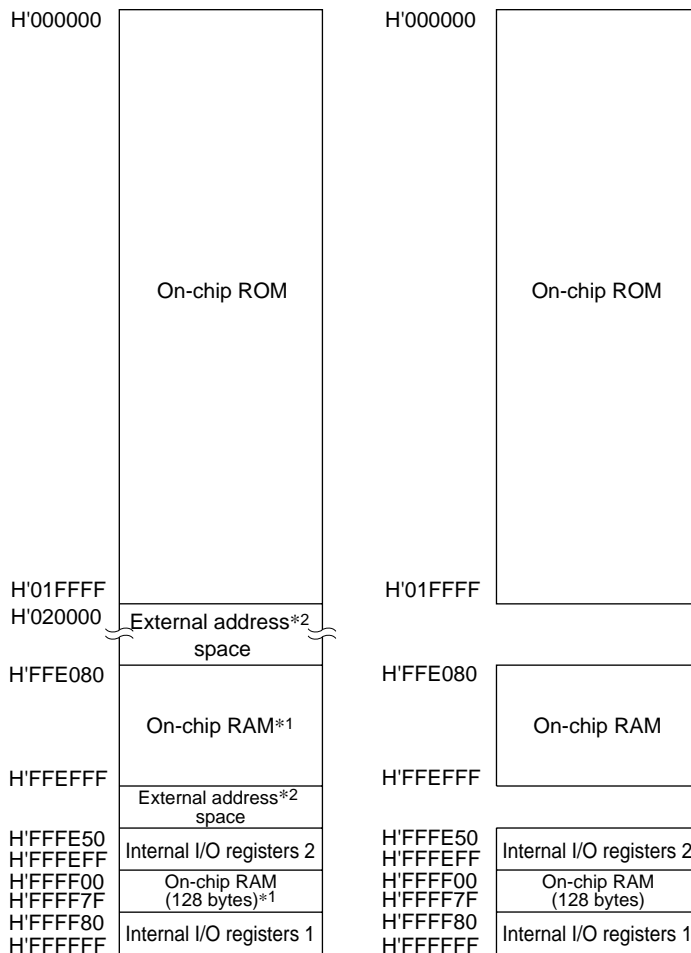 H'000000
On-chip ROM
H'01FFFF
H'020000
External address*2
space
H'FFE080
On-chip RAM*1
H'FFEFFF
External address*2
space
H'FFFE50
Internal I/O registers 2
H'FFFEFF
H'FFFF00
On-chip RAM
(128 bytes)*1
H'FFFF7F
H'FFFF80
Internal I/O registers 1
H'FFFFFF
H'000000
On-chip ROM
H'01FFFF
H'FFE080
On-chip RAM
H'FFEFFF
H'FFFE50
Internal I/O registers 2
H'FFFEFF
H'FFFF00
On-chip RAM
(128 bytes)
H'FFFF7F
H'FFFF80
Internal I/O registers 1
H'FFFFFF